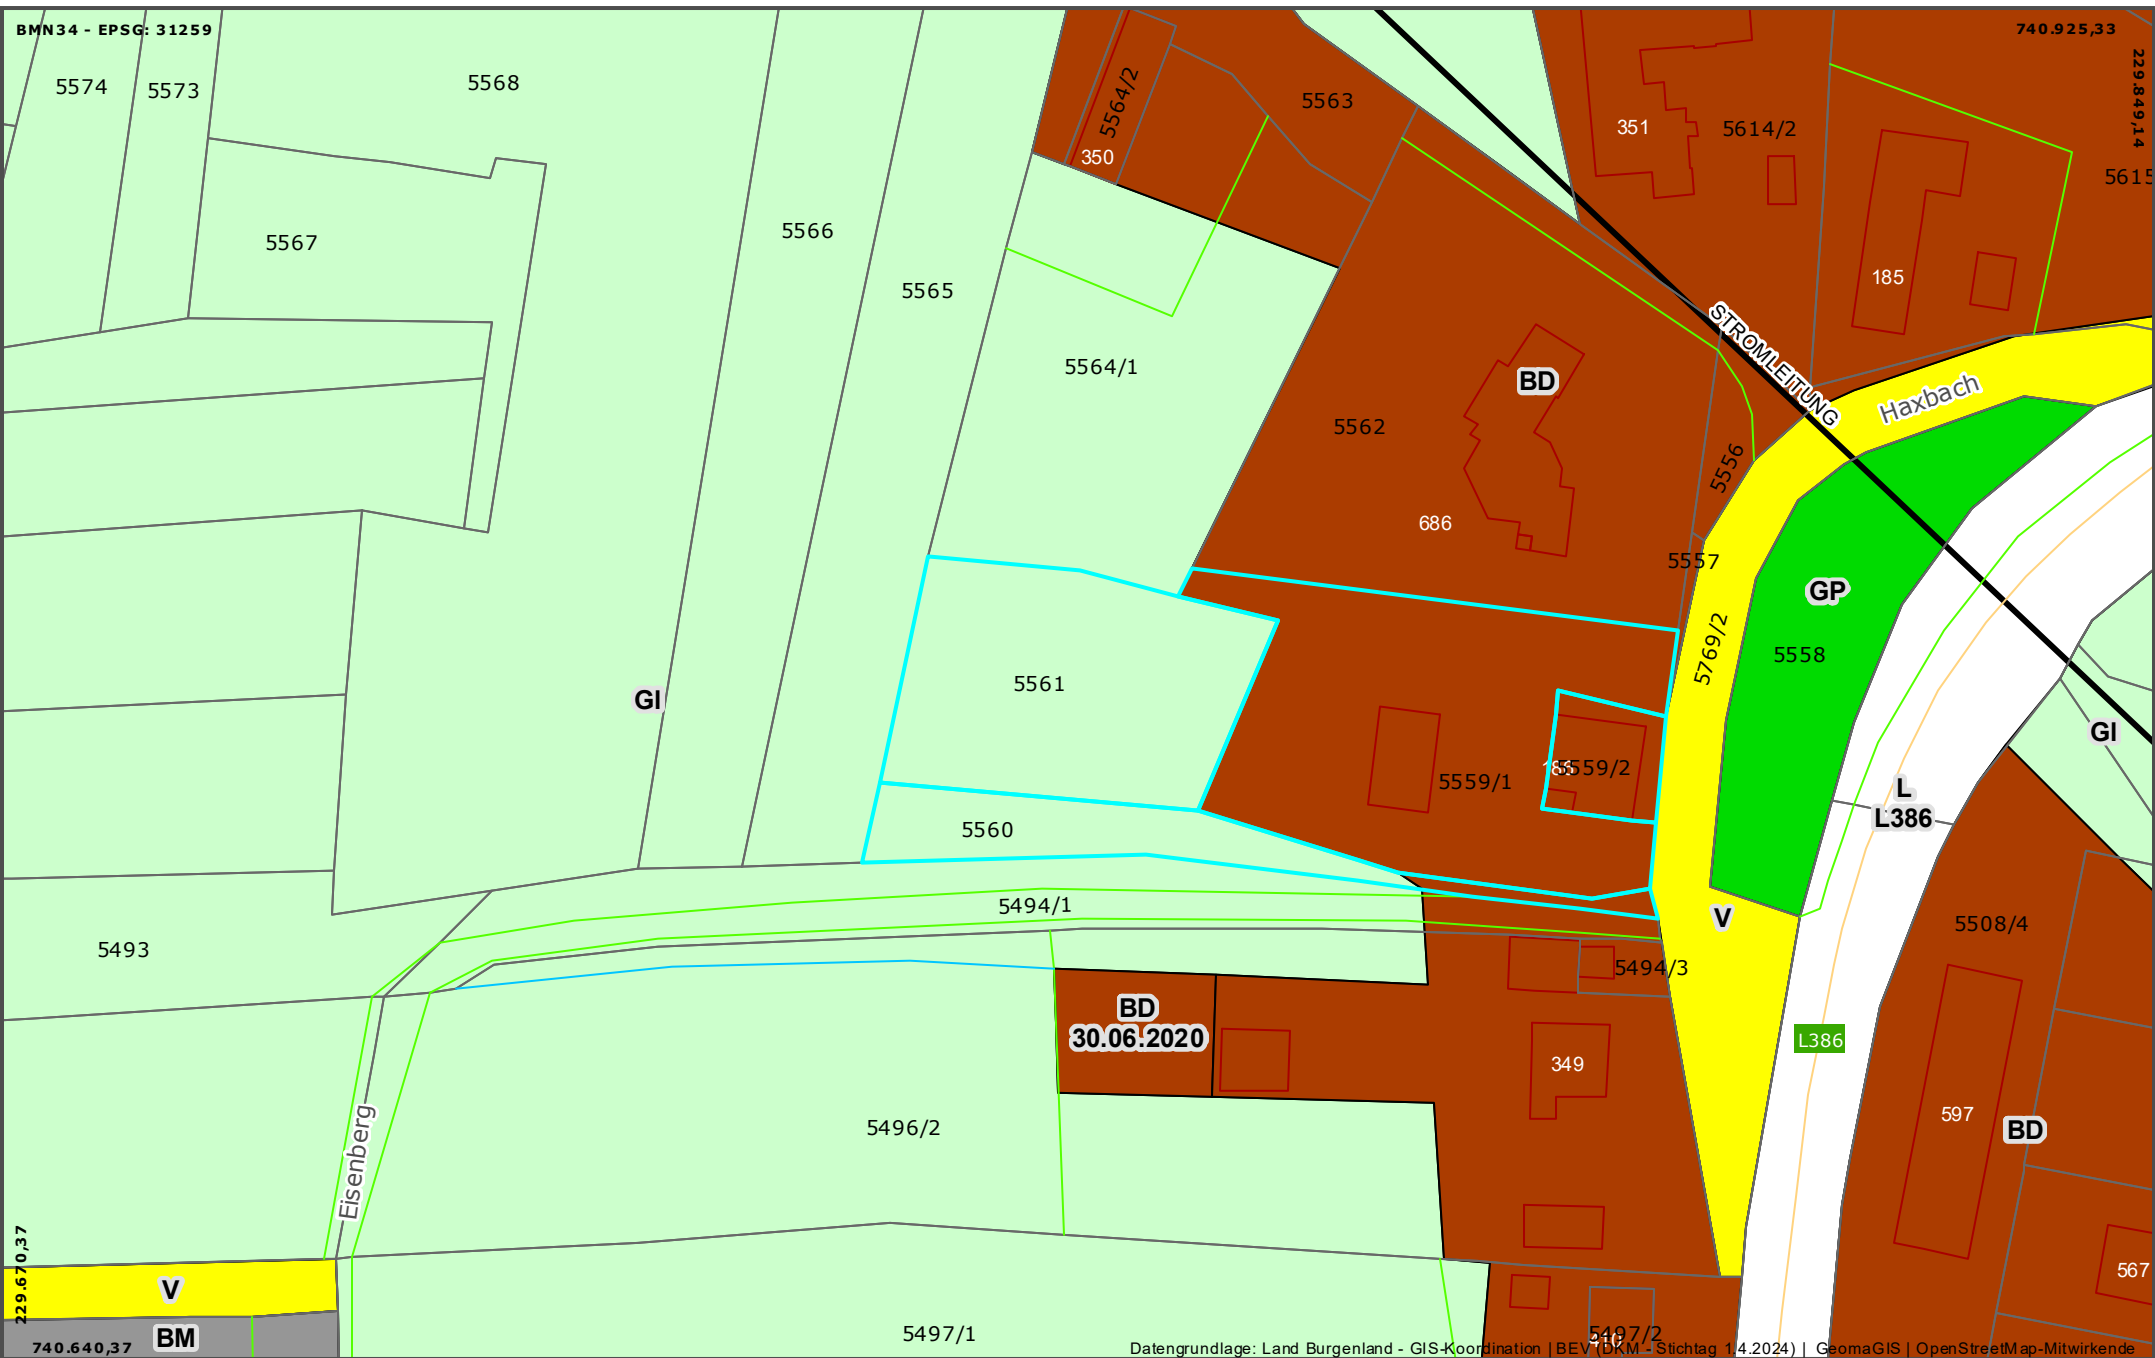 BMN34 - EPSG: 31259
740.925,33
229.849,14
5574
5573
5568
5564/2
350
5563
351
5614/2
5615
5567
5566
5565
185
5564/1
STROMLEITUNG
BD
5562
Haxbach
5556
686
5557
GP
5769/2
5558
5561
GI
GI
5559/1
5559/2
L
L386
5560
5494/1
V
5493
5508/4
5494/3
BD
30.06.2020
L386
349
597
BD
5496/2
Eisenberg
229.670,37
V
567
BM
740.640,37
5497/1
5497/2
410
Datengrundlage: Land Burgenland - GIS-Koordination | BEV (DKM - Stichtag 1.4.2024) | GeomaGIS | OpenStreetMap-Mitwirkende